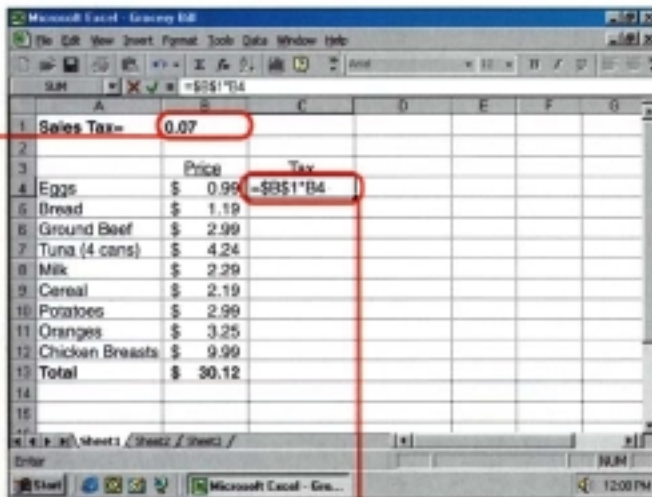 Microsoft Excel - Grocery Bill
File Edit View Insert Format Tools Data Window Help
Arial 10 B I U
SUM =$B$1*B4
A B C D E F G
1 Sales Tax= 0.07
2
3 Price Tax
4 Eggs $ 0.99 =$B$1*B4
5 Bread $ 1.19
6 Ground Beef $ 2.99
7 Tuna (4 cans) $ 4.24
8 Milk $ 2.29
9 Cereal $ 2.19
10 Potatoes $ 2.99
11 Oranges $ 3.25
12 Chicken Breasts $ 9.99
13 Total $ 30.12
14
15
Sheet1 / Sheet2 / Sheet3 /
Enter NUM
Start Microsoft Excel - Gro... 12:00 PM